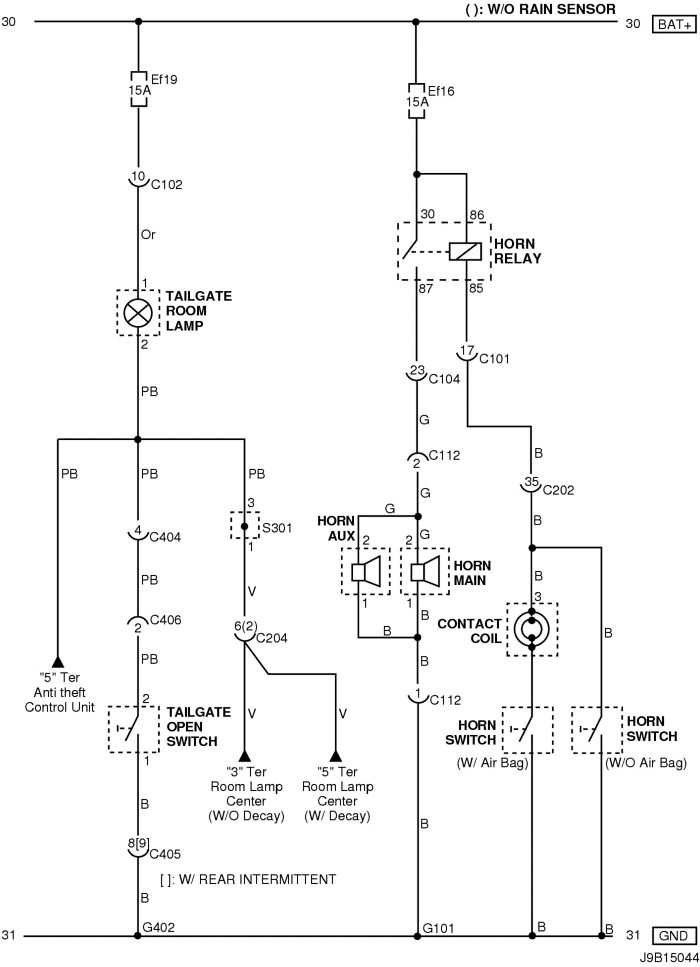 ( ): W/O RAIN SENSOR
30
30 BAT+
Ef19
15A
Ef16
15A
10
C102
30 86
HORN
RELAY
87 85
Or
1
TAILGATE
ROOM
LAMP
2
17
C101
23
C104
PB
G
B
C112
2
35
C202
PB
PB
PB
G
B
3
S301
1
G
HORN
AUX
2
2
G
HORN
MAIN
1
1
4
C404
PB
V
B
B
B
B
3
CONTACT
COIL
B
C406
2
6(2)
C204
PB
B
"5" Ter
Anti theft
Control Unit
2
TAILGATE
OPEN
SWITCH
1
V
V
1
C112
HORN
SWITCH
(W/ Air Bag)
HORN
SWITCH
(W/O Air Bag)
"3" Ter
Room Lamp
Center
(W/O Decay)
"5" Ter
Room Lamp
Center
(W/ Decay)
B
B
8[9]
C405
[ ]: W/ REAR INTERMITTENT
B
31
G402
G101
B
B
31 GND
J9B15044